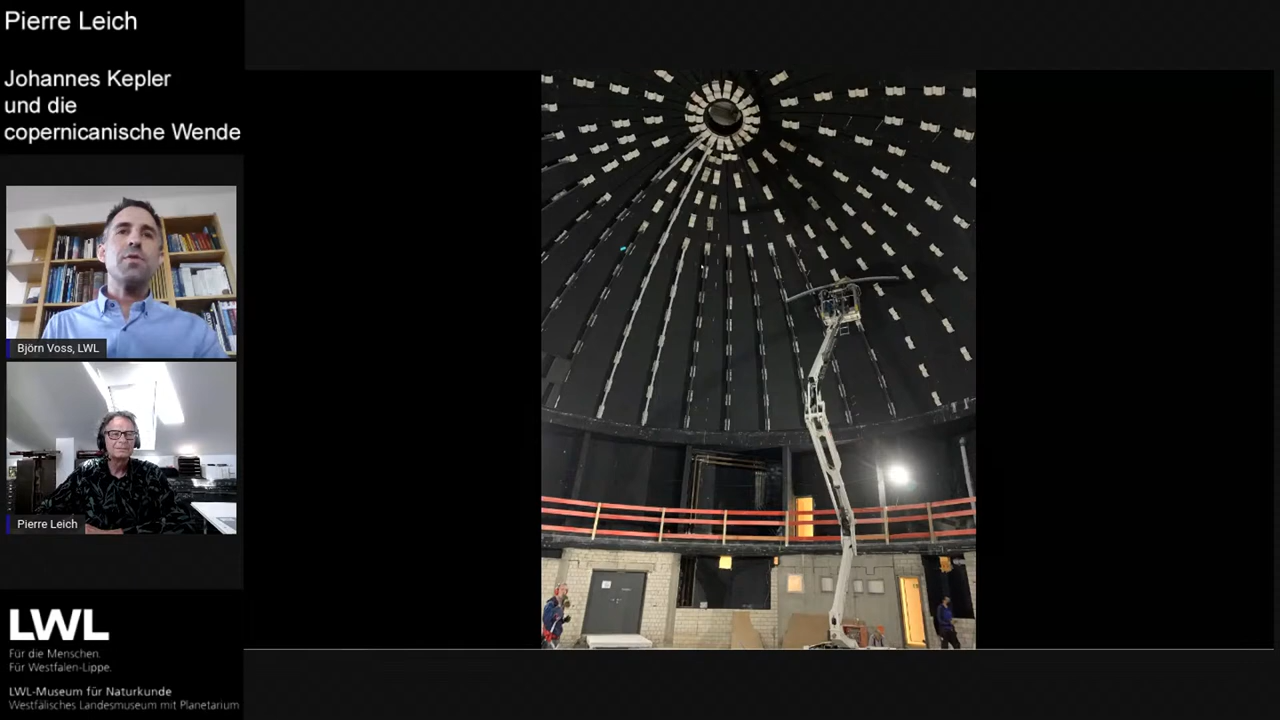 Pierre Leich
Johannes Kepler
und die
copernicanische Wende
Björn Voss, LWL
Pierre Leich
LWL
Für die Menschen.
Für Westfalen-Lippe.
LWL-Museum für Naturkunde
Westfälisches Landesmuseum mit Planetarium